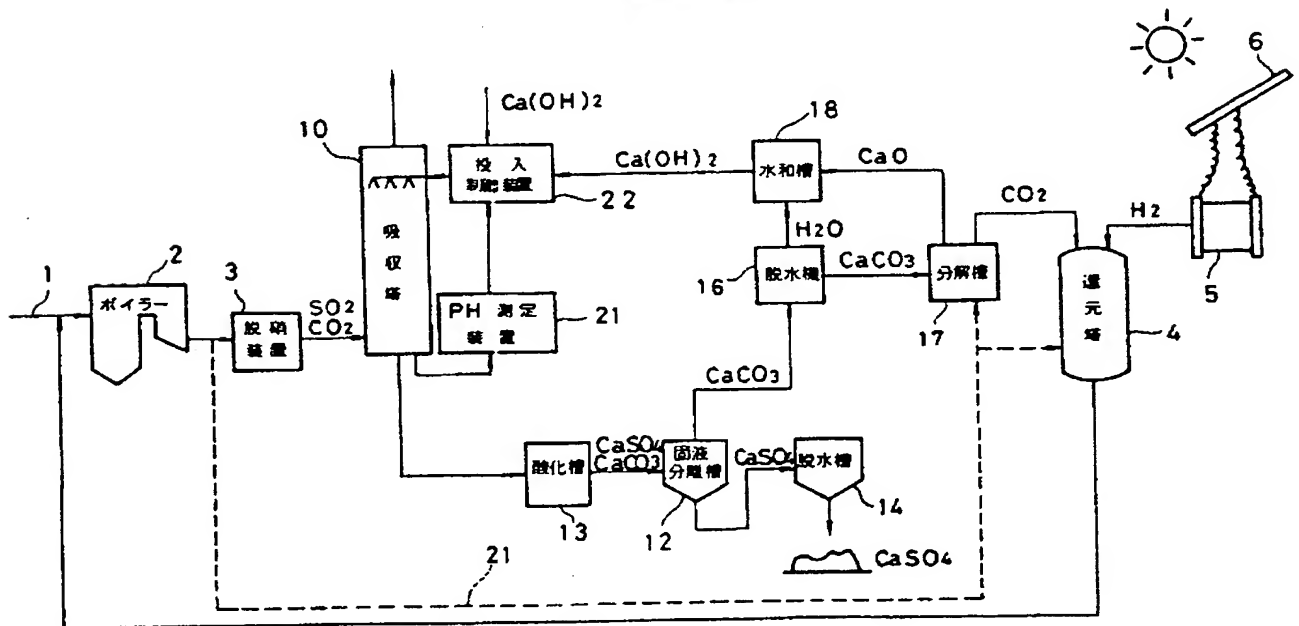 6
Ca(OH)2
10
投入
制御装置
22
Ca(OH)2
18
水和槽
CaO
CO2
H2
5
吸収塔
H2O
16
脱水機
CaCO3
分解槽
17
還元塔
4
1
2
ボイラー
3
脱硝
装置
SO2
CO2
PH 測定
装置
21
CaCO3
酸化槽
13
CaSO4
CaCO3
固液
分離槽
12
CaSO4
脱水槽
14
CaSO4
21